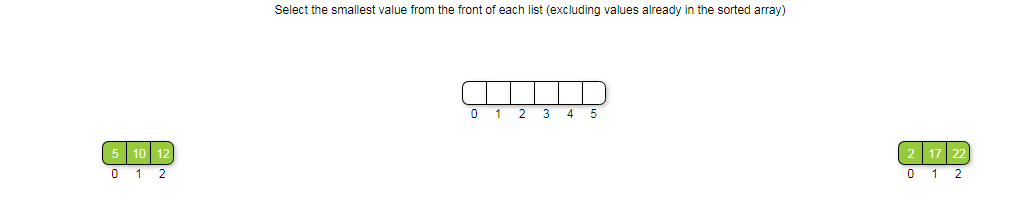 Select the smallest value from the front of each list (excluding values already in the sorted array)
0 1 2 3 4 5
5 10 12
0 1 2
2 17 22
0 1 2